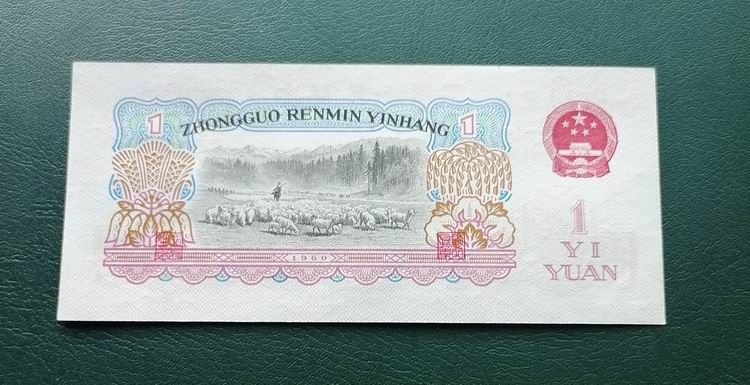 ZHONGGUO RENMIN YINHANG
1
1
1960
1
YI
YUAN